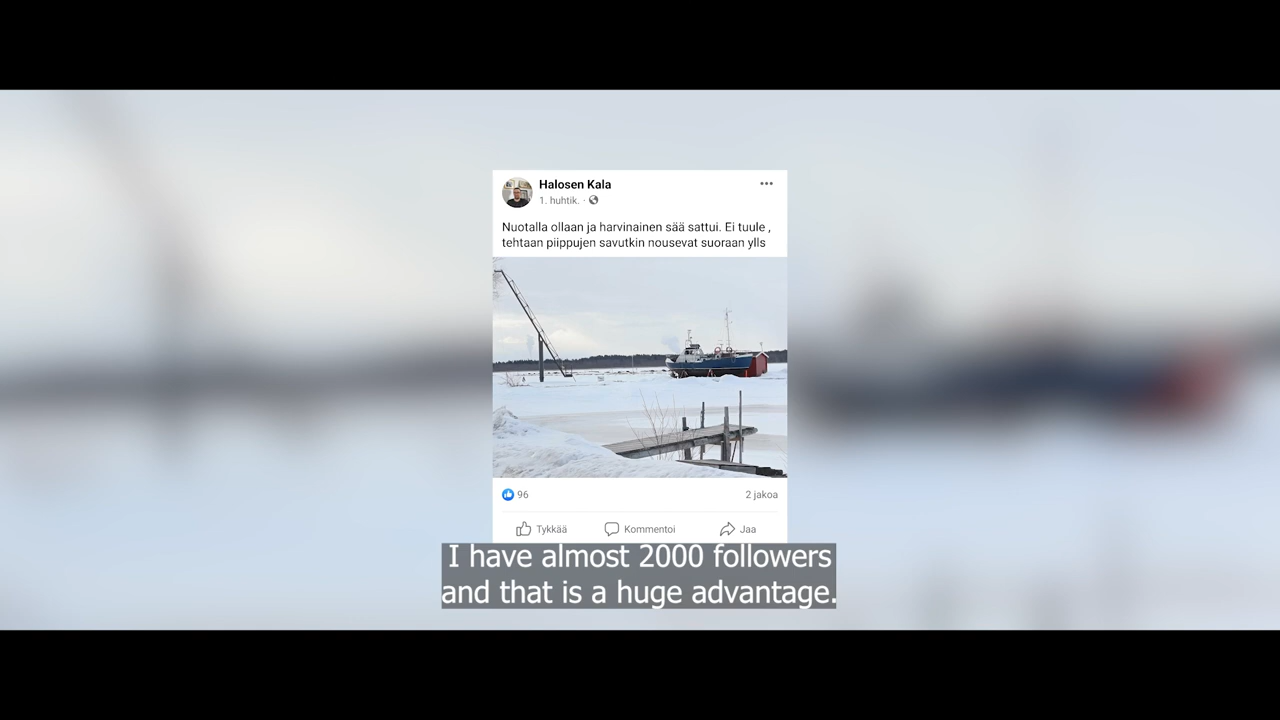 Halosen Kala
1. huhtik. ·
Nuotalla ollaan ja harvinainen sää sattui. Ei tuule ,
tehtaan piippujen savutkin nousevat suoraan ylls
96
2 jakoa
Tykkää
Kommentoi
Jaa
I have almost 2000 followers
and that is a huge advantage.